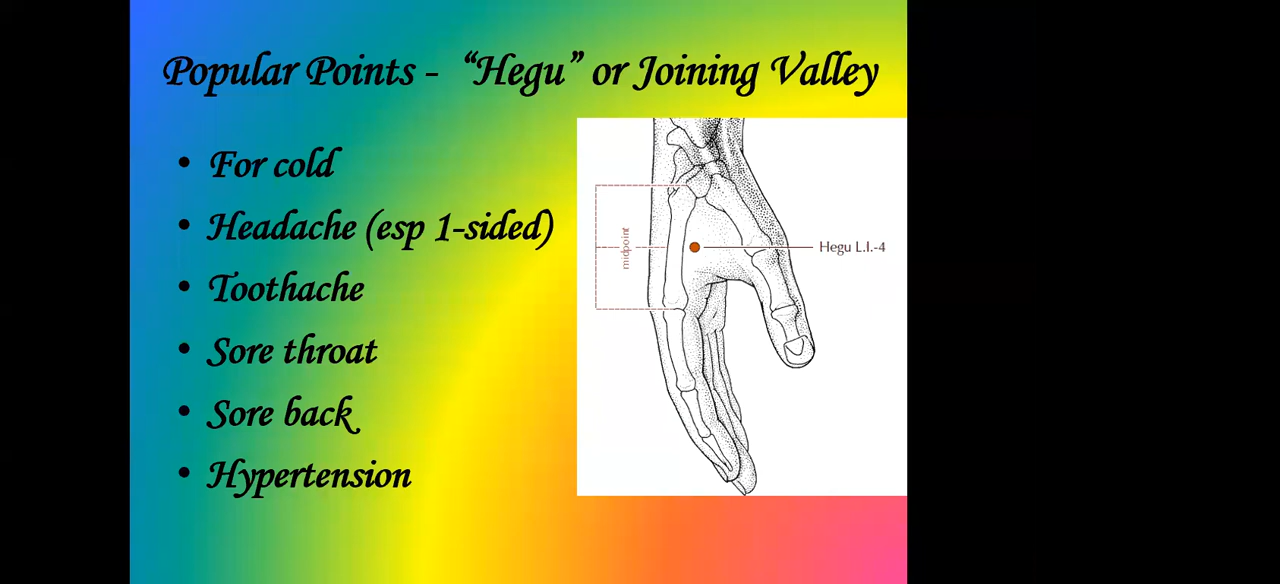 Popular Points - “Hegu” or Joining Valley
• For cold
• Headache (esp 1-sided)
• Toothache
• Sore throat
• Sore back
• Hypertension
midpoint
Hegu L.I.-4